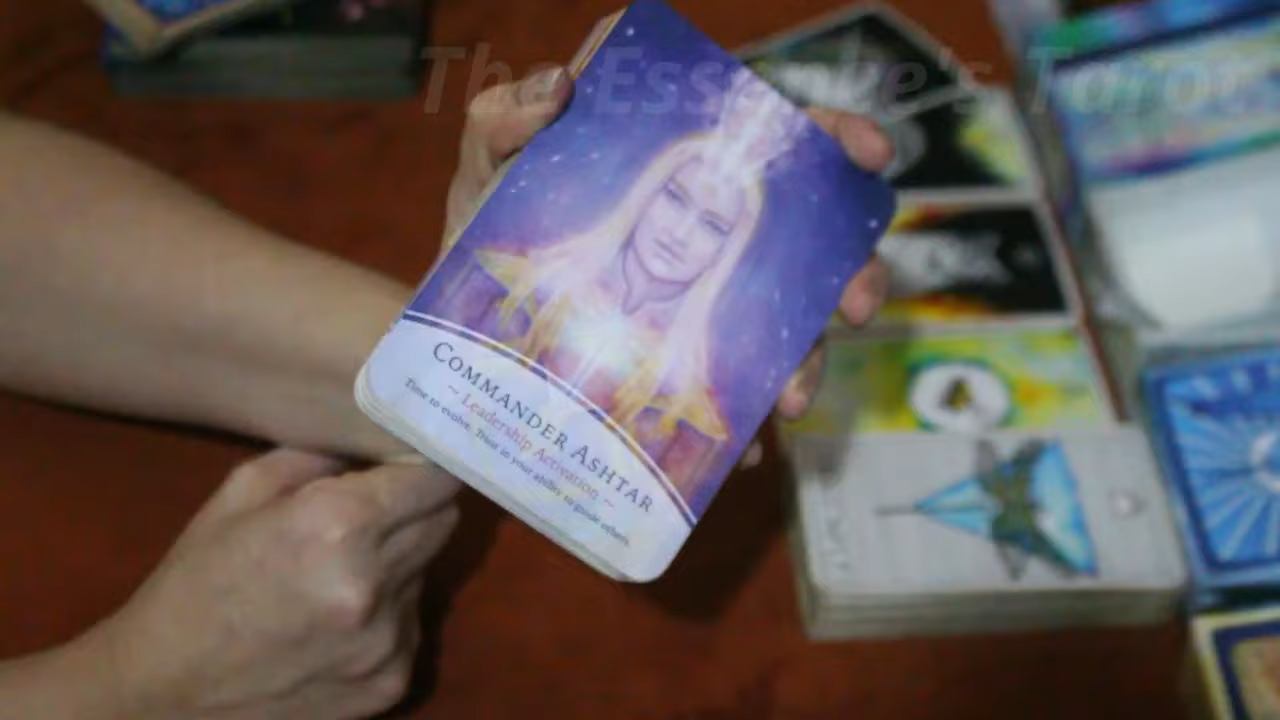 The Essence's Tarot
COMMANDER ASHTAR
~ Leadership Activation ~
Time to evolve. Trust in your ability to guide others.